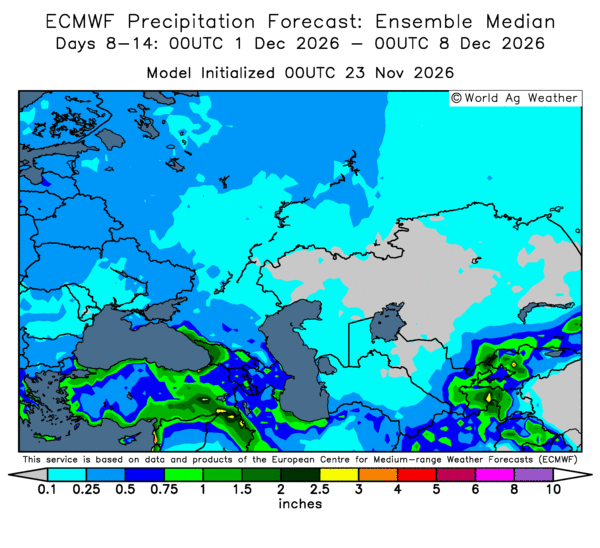 ECMWF Precipitation Forecast: Ensemble Median
Days 8-14: 00UTC 1 Dec 2026 - 00UTC 8 Dec 2026
Model Initialized 00UTC 23 Nov 2026
© World Ag Weather
This service is based on data and products of the European Centre for Medium-range Weather Forecasts (ECMWF)
0.1 0.25 0.5 0.75 1 1.5 2 2.5 3 4 5 6 8 10
inches